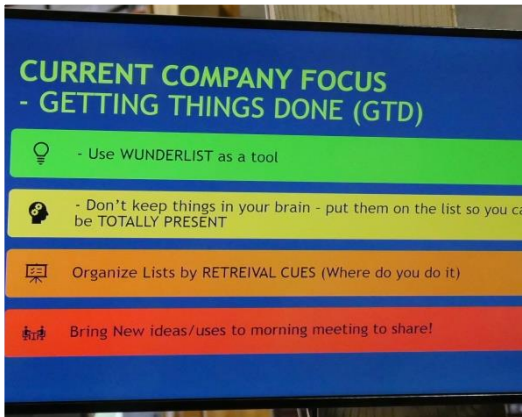 CURRENT COMPANY FOCUS
- GETTING THINGS DONE (GTD)
- Use WUNDERLIST as a tool
- Don't keep things in your brain - put them on the list so you ca
be TOTALLY PRESENT
Organize Lists by RETREIVAL CUES (Where do you do it)
Bring New ideas/uses to morning meeting to share!